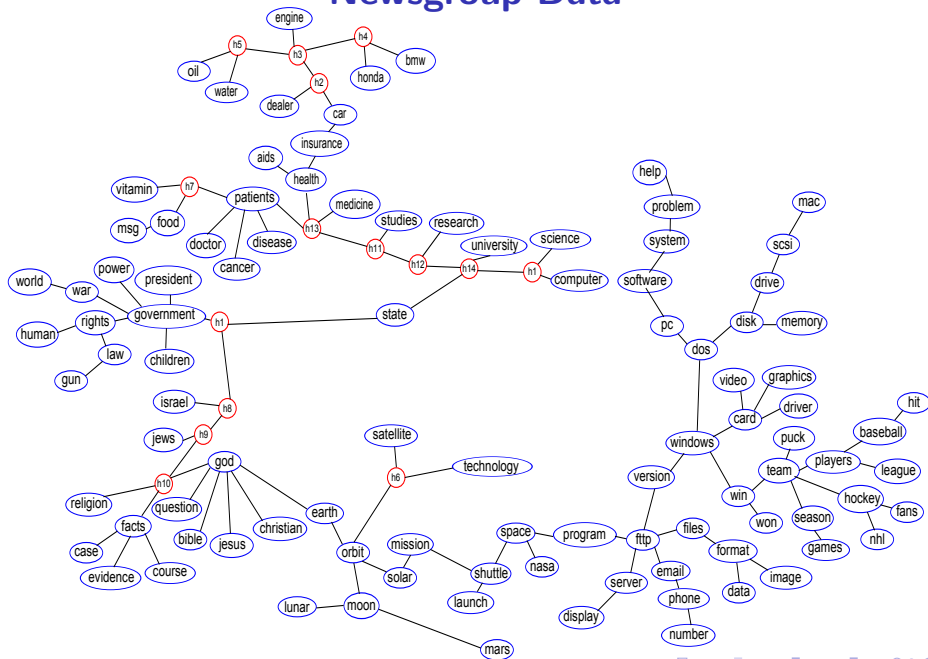 Newsgroup Data
engine
h5
h3
h4
oil
water
bmw
honda
h2
dealer
car
insurance
aids
health
vitamin
h7
patients
medicine
msg
food
doctor
cancer
disease
h13
studies
h11
research
h12
university
h14
science
h1
computer
world
war
power
president
human
rights
government
h1
state
law
gun
children
israel
h8
jews
h9
god
h10
religion
question
bible
jesus
christian
earth
facts
case
evidence
course
satellite
h6
technology
orbit
mission
solar
shuttle
launch
space
nasa
program
lunar
moon
mars
help
problem
system
software
pc
dos
mac
scsi
drive
disk
memory
video
graphics
card
driver
windows
version
win
won
puck
team
players
baseball
hit
league
hockey
fans
nhl
season
games
fttp
files
format
data
image
server
display
email
phone
number